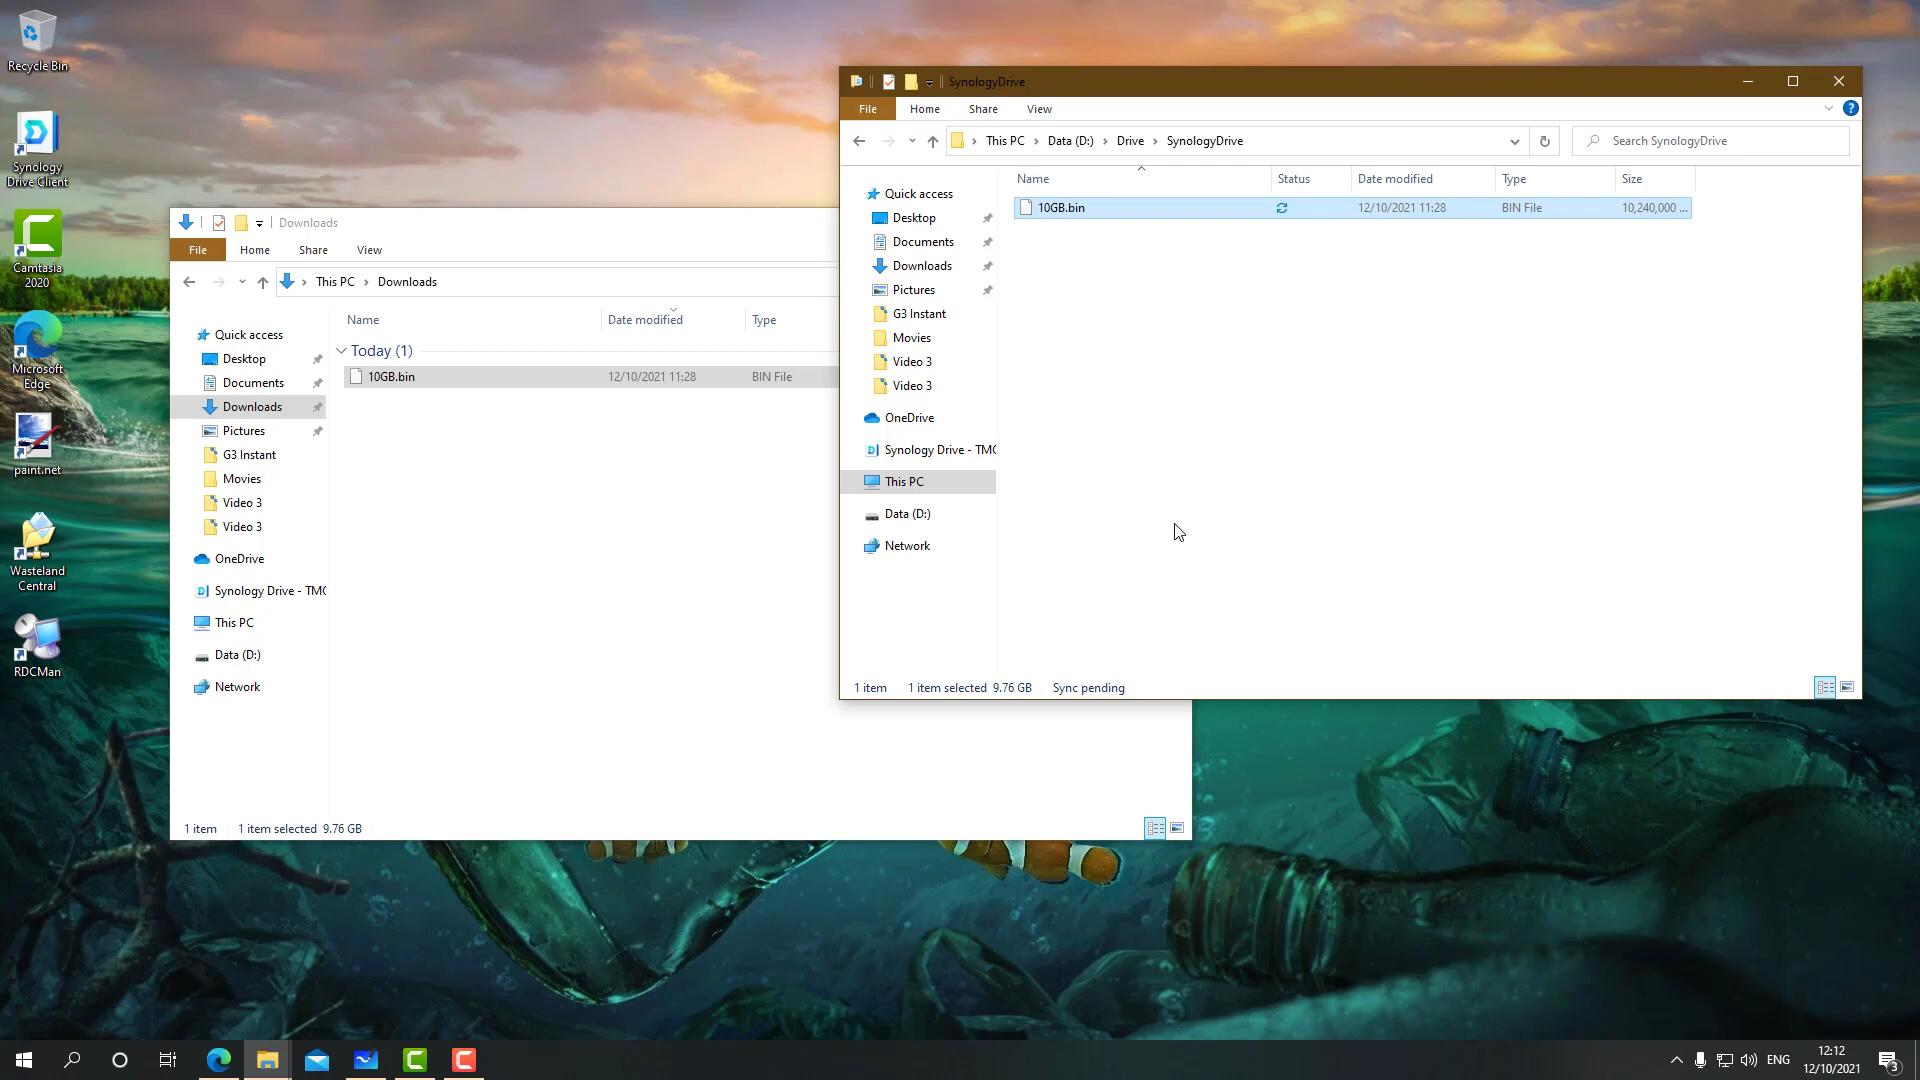 Recycle Bin
Synology
Drive Client
Camtasia
2020
Microsoft
Edge
paint.net
Wasteland
Central
RDCMan
Downloads
File Home Share View
This PC Downloads
Name Date modified Type
Quick access
Desktop
Documents
Downloads
Pictures
G3 Instant
Movies
Video 3
Video 3
OneDrive
Synology Drive - TM
This PC
Data (D:)
Network
Today (1)
10GB.bin 12/10/2021 11:28 BIN File
1 item 1 item selected 9.76 GB
SynologyDrive
File Home Share View
This PC Data (D:) Drive SynologyDrive
Search SynologyDrive
Name Status Date modified Type Size
Quick access
Desktop
Documents
Downloads
Pictures
G3 Instant
Movies
Video 3
Video 3
OneDrive
Synology Drive - TM
This PC
Data (D:)
Network
10GB.bin 12/10/2021 11:28 BIN File 10,240,000 ...
1 item 1 item selected 9.76 GB Sync pending
ENG
12:12
12/10/2021
3